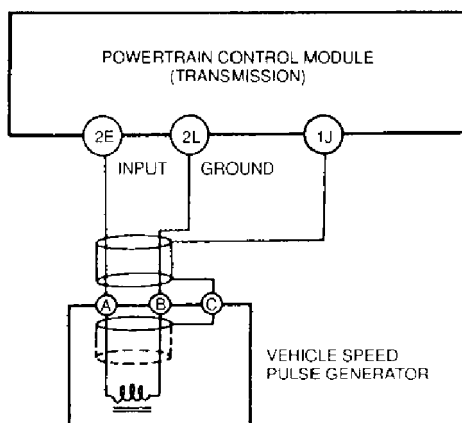 POWERTRAIN CONTROL MODULE
(TRANSMISSION)
2E 2L 1J
INPUT GROUND
A B C
VEHICLE SPEED
PULSE GENERATOR